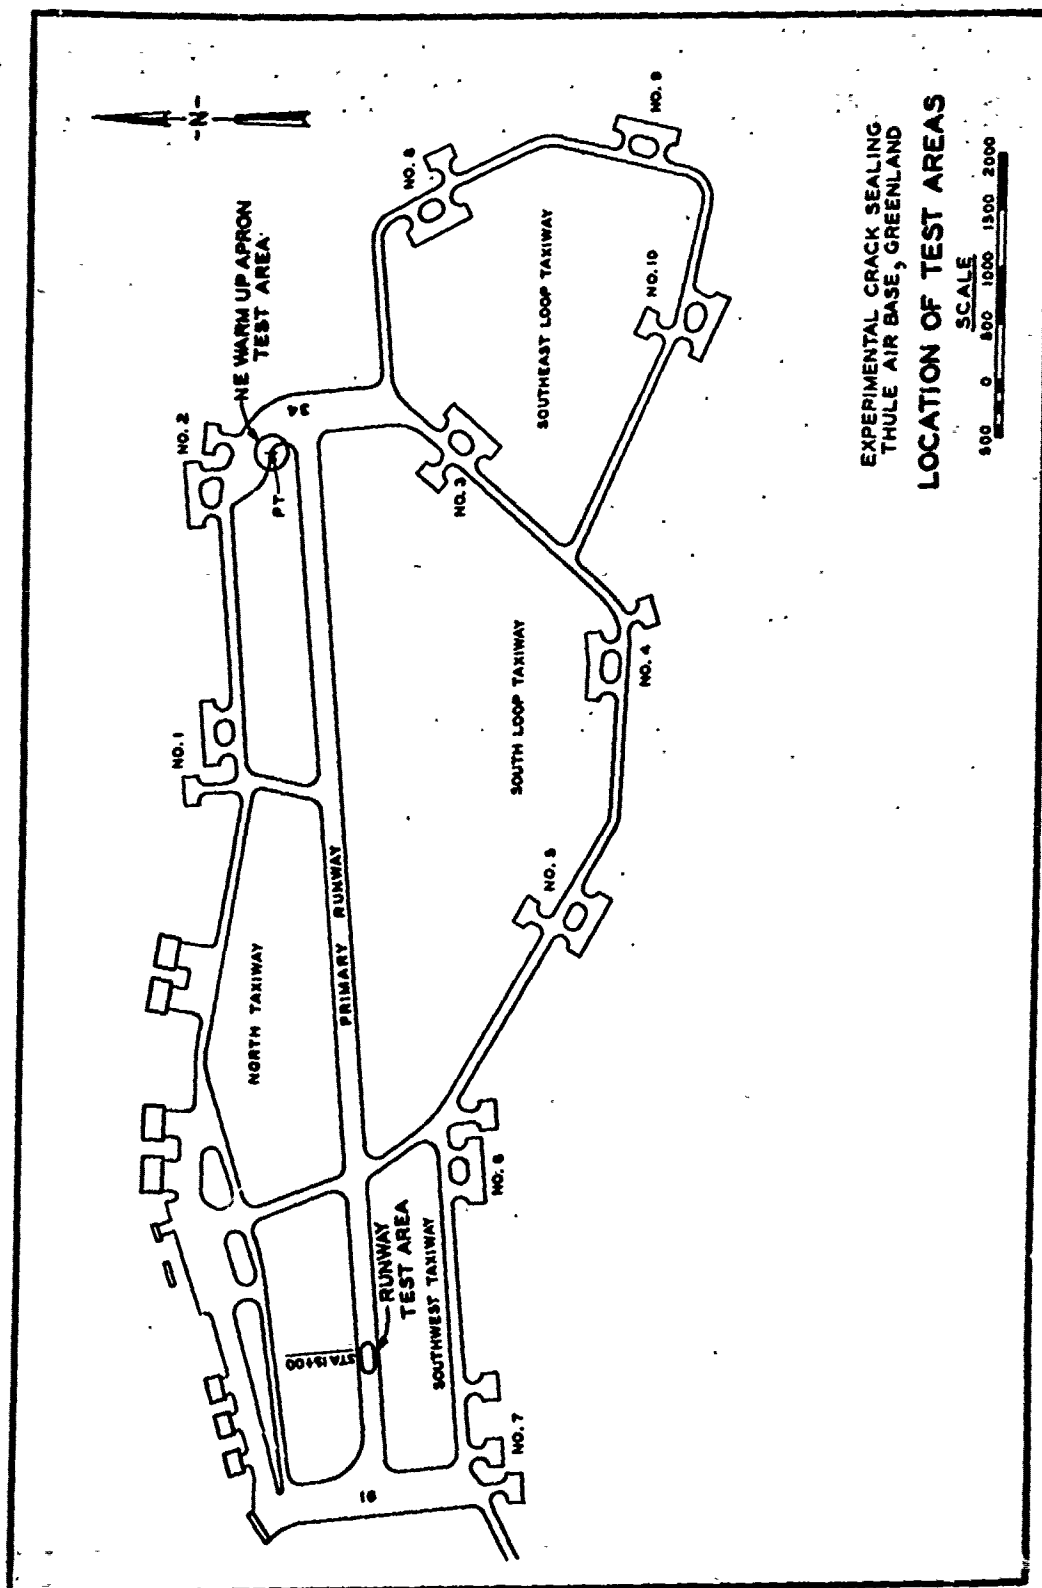 -N-
NO. 1
NO. 2
NE WARM UP APRON
TEST AREA
PT
34
NO. 8
NO. 9
NO. 10
SOUTHEAST LOOP TAXIWAY
NO. 3
NORTH TAXIWAY
PRIMARY RUNWAY
SOUTH LOOP TAXIWAY
NO. 4
NO. 5
NO. 6
STA 15+00
RUNWAY
TEST AREA
SOUTHWEST TAXIWAY
16
NO. 7
EXPERIMENTAL CRACK SEALING
THULE AIR BASE, GREENLAND
LOCATION OF TEST AREAS
SCALE
500 0 500 1000 1500 2000